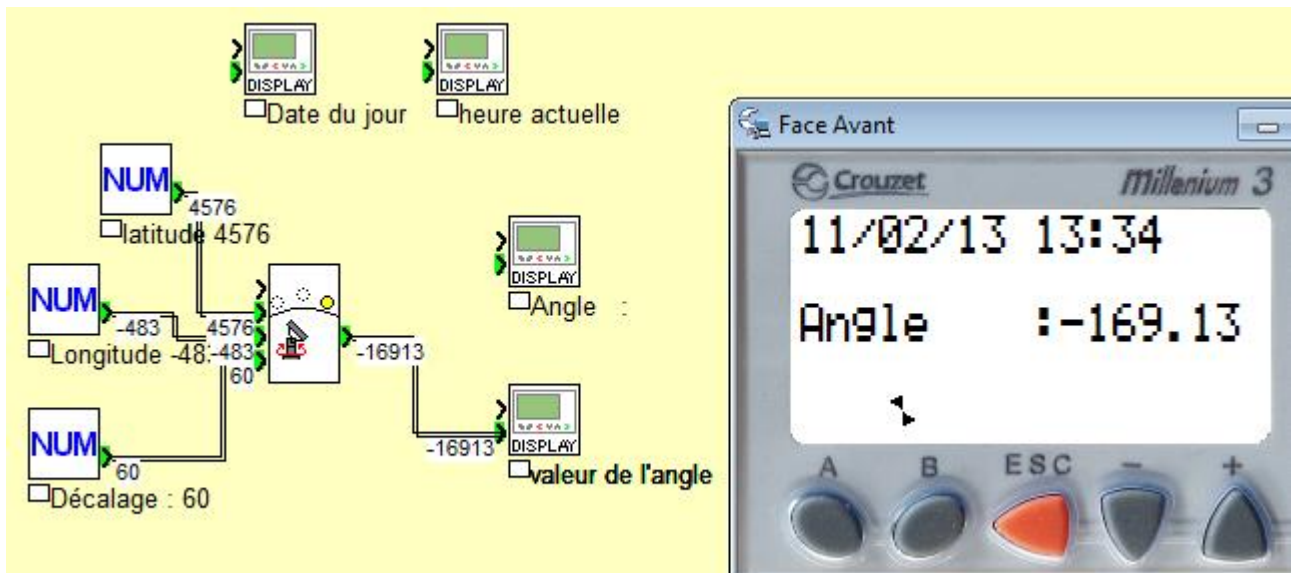 DISPLAY
Date du jour
DISPLAY
heure actuelle
NUM
4576
latitude 4576
NUM
-483
Longitude -48
4576
-483
60
-16913
NUM
60
Décalage : 60
DISPLAY
Angle :
-16913
DISPLAY
valeur de l'angle
Face Avant
Crouzet
Millenium 3
11/02/13 13:34
Angle :-169.13
A B ESC - +